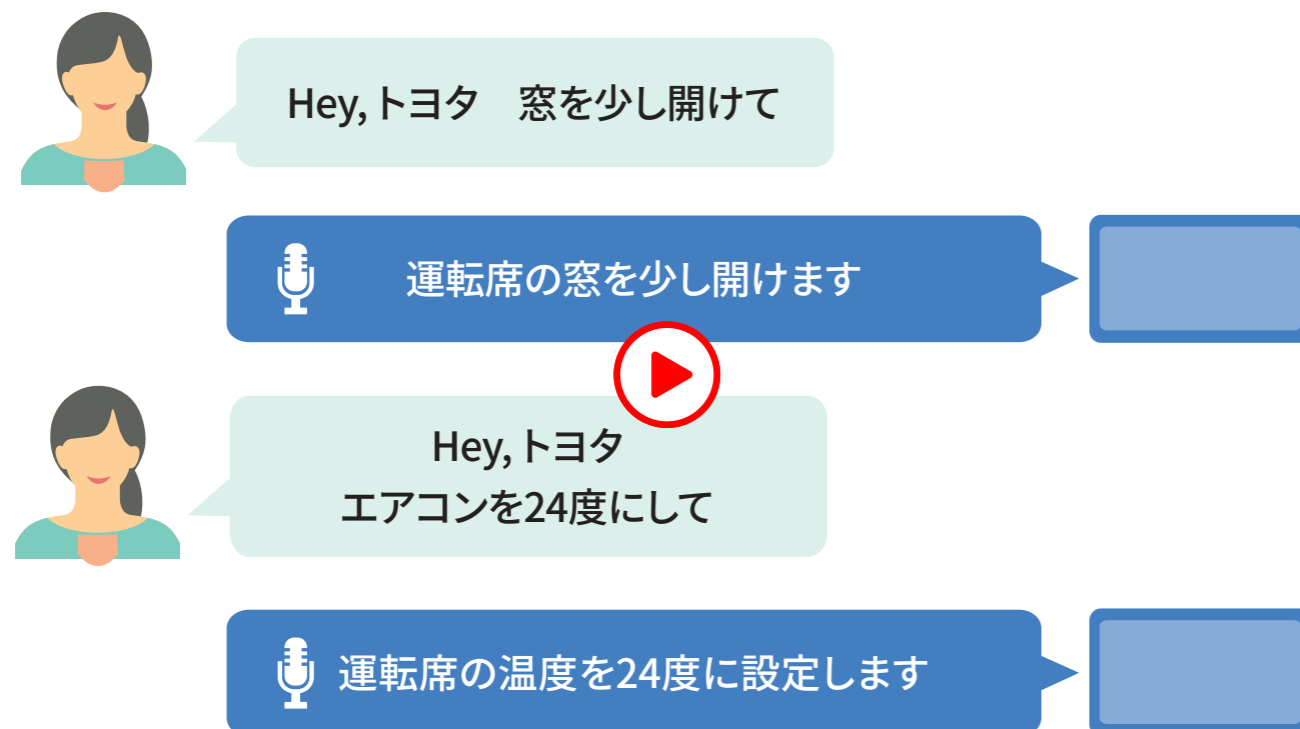 Hey,トヨタ　窓を少し開けて
運転席の窓を少し開けます
Hey,トヨタ
エアコンを24度にして
運転席の温度を24度に設定します